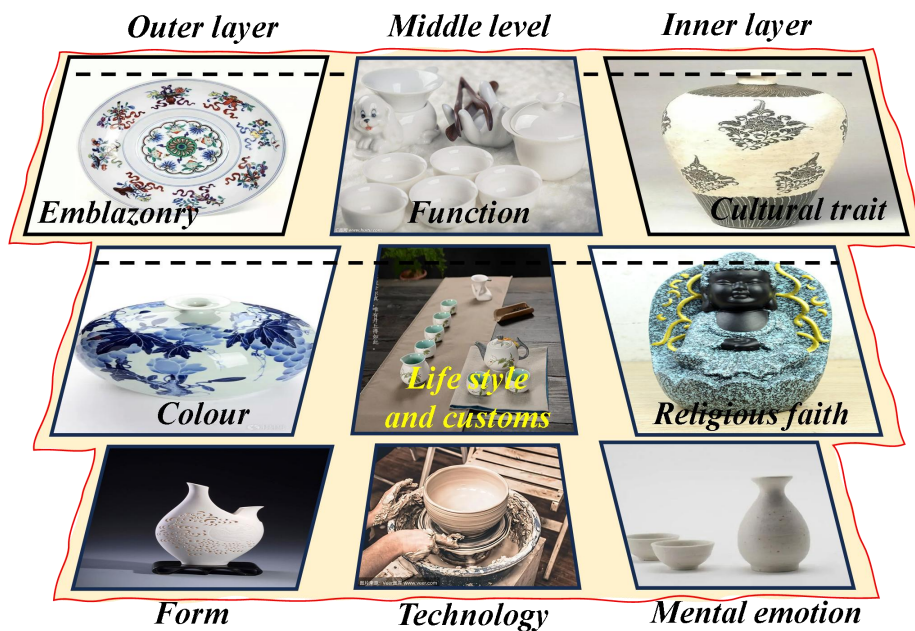 Outer layer
Middle level
Inner layer
Emblazonry
Function
Cultural trait
Colour
Life style
and customs
Religious faith
Form
Technology
Mental emotion